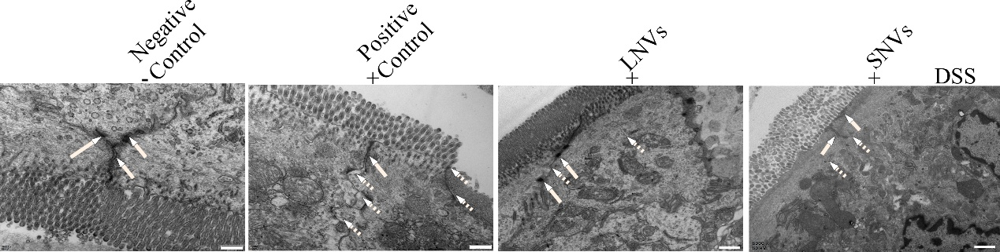 Negative
-Control
Positive
+Control
LNVs
+
SNVs
+
DSS